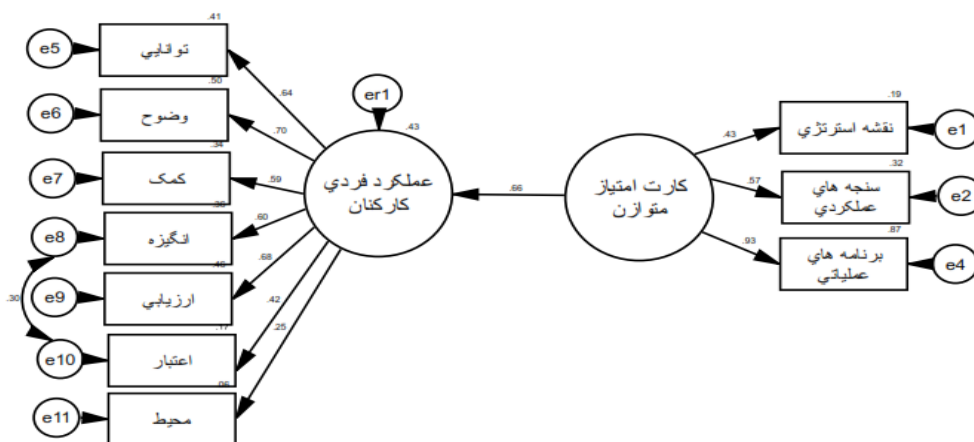 .41
توانايي
e5
.64
.50
وضوح
e6
.70
.34
کمک
e7
.59
.36
انگيزه
e8
.60
.46
ارزيابي
e9
.68
.30
.17
اعتبار
e10
.42
.06
محيط
e11
.25
er1
.43
عملکرد فردي
کارکنان
.66
کارت امتياز
متوازن
.43
.19
نقشه استرتژي
e1
.57
.32
سنجه هاي
عملکردي
e2
.93
.87
برنامه هاي
عملياتي
e4